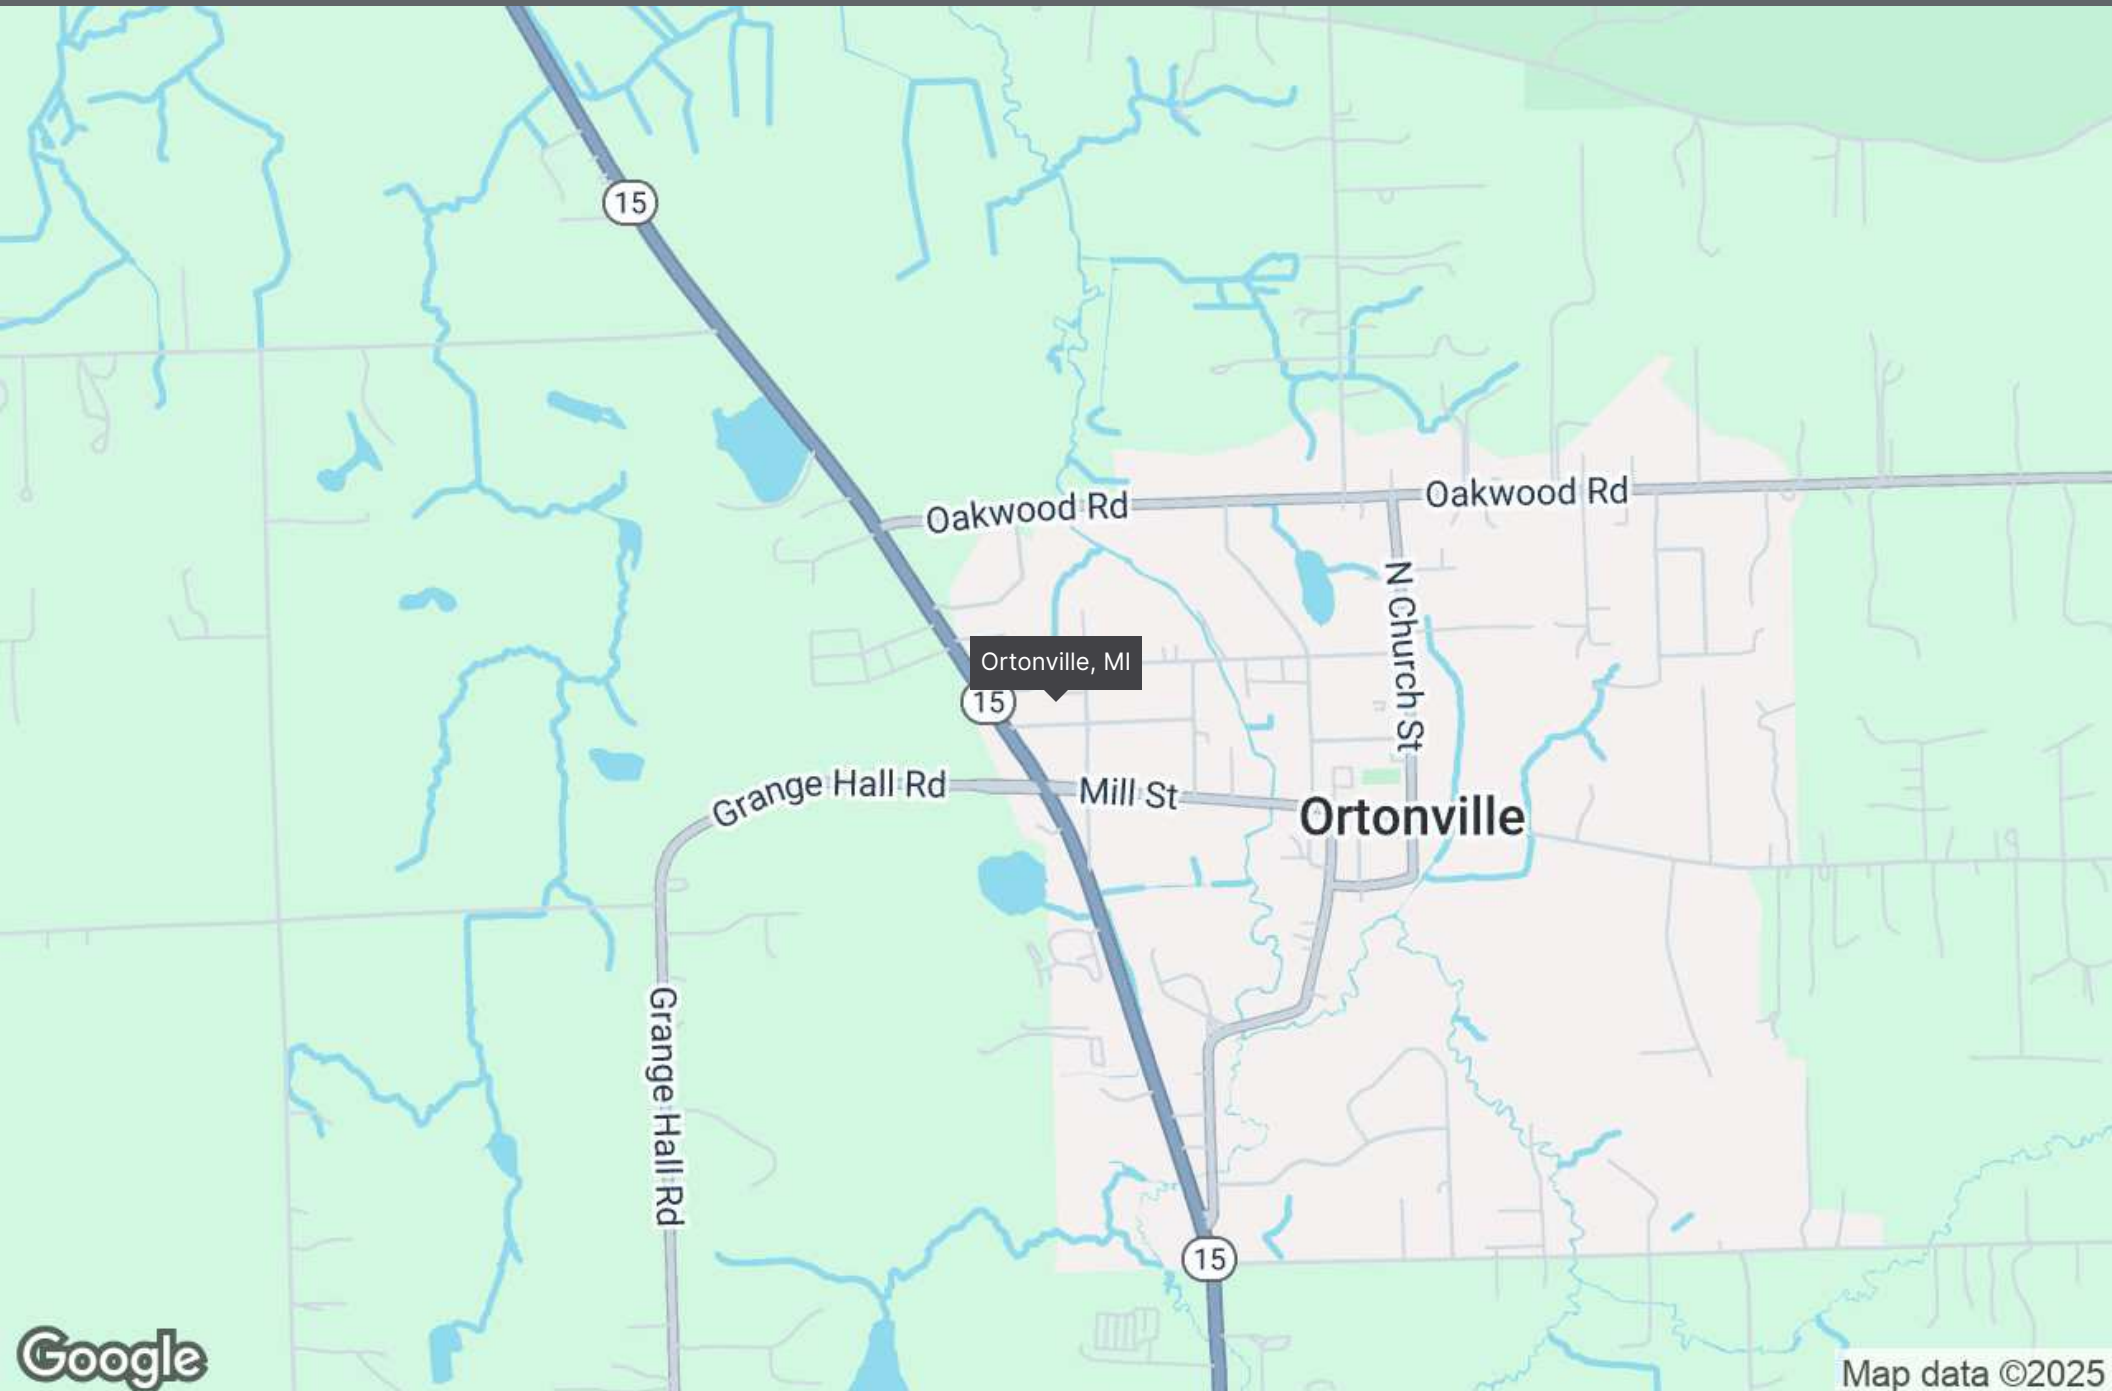 15
Oakwood Rd
Oakwood Rd
N Church St
Ortonville, MI
15
Grange Hall Rd
Mill St
Ortonville
Grange Hall Rd
15
Google
Map data ©2025